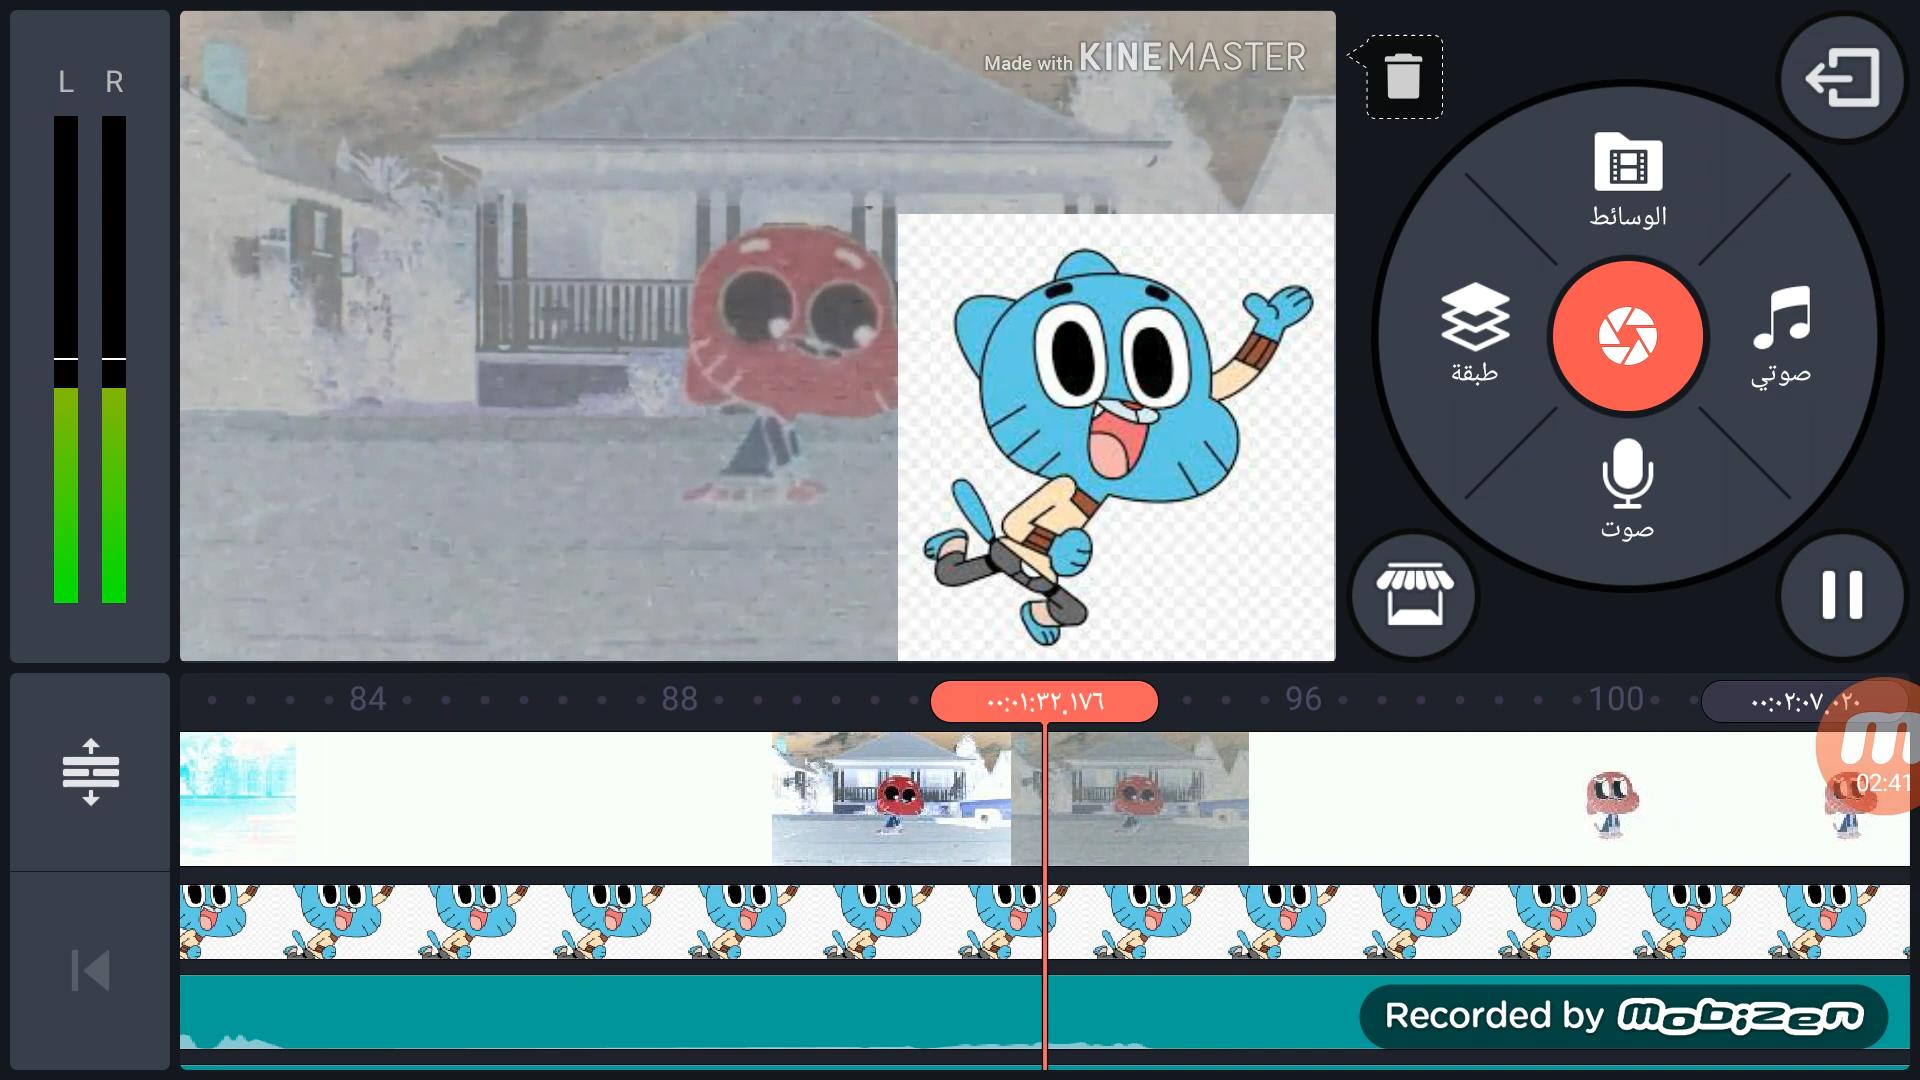 L R
Made with KINEMASTER
الوسائط
طبقة
صوتي
صوت
84 88 ٠٠:٠١:٣٢.١٧٦ 96 100 ٠٠:٠٢:٠٧.٠٢٠
02:41
Recorded by mobizen